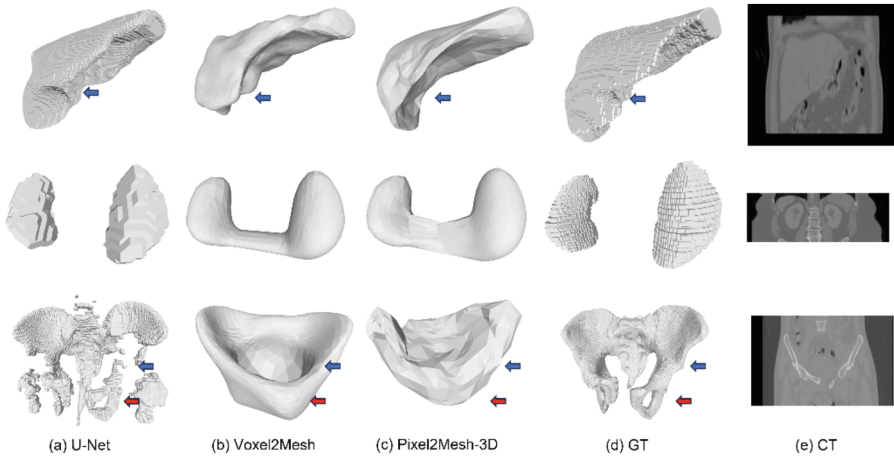 (a) U-Net
(b) Voxel2Mesh
(c) Pixel2Mesh-3D
(d) GT
(e) CT